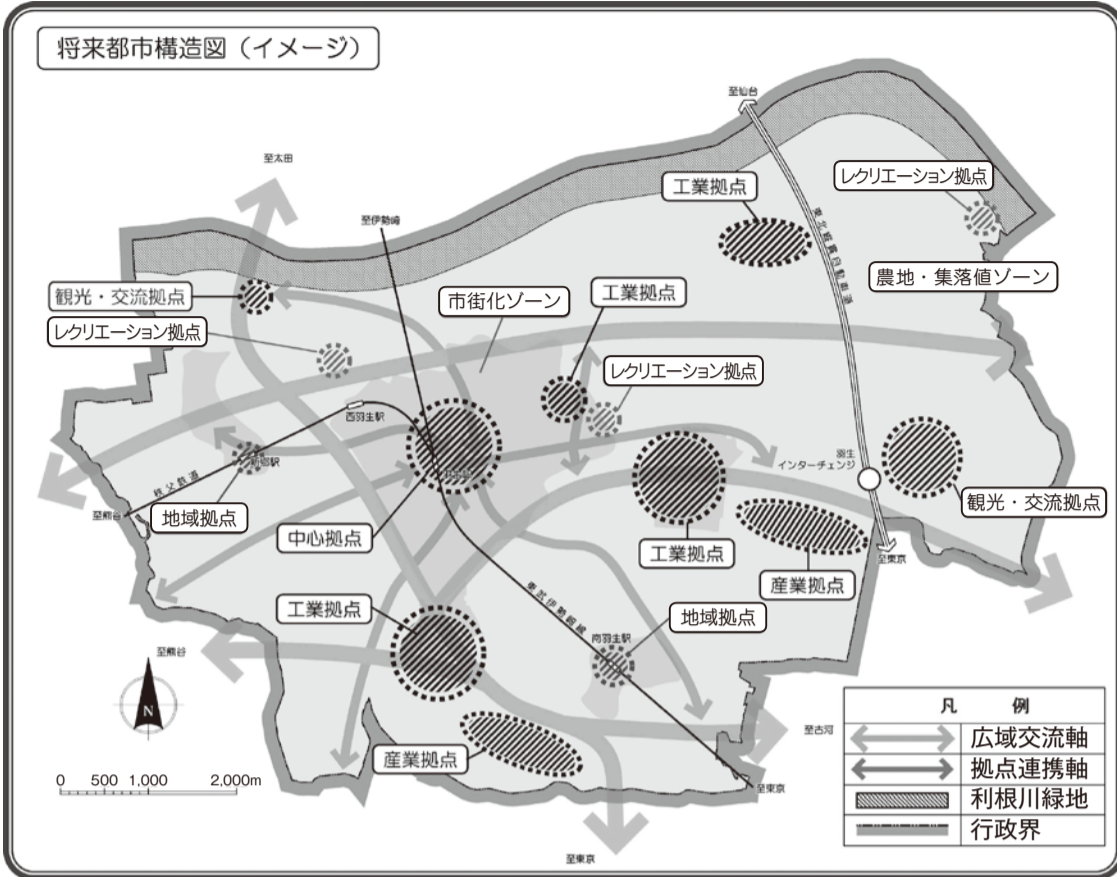 将来都市構造図（イメージ）
至仙台
至太田
工業拠点
レクリエーション拠点
至伊勢崎
東北縦貫自動車道
農地・集落値ゾーン
観光・交流拠点
市街化ゾーン
工業拠点
レクリエーション拠点
レクリエーション拠点
西羽生駅
新郷駅
羽生
インターチェンジ
秩父鉄道
至熊谷
地域拠点
観光・交流拠点
中心拠点
工業拠点
至東京
産業拠点
工業拠点
東武伊勢崎線
地域拠点
南羽生駅
至熊谷
N
至古河
産業拠点
0 500 1,000 2,000m
至東京
至東京
凡例
広域交流軸
拠点連携軸
利根川緑地
行政界